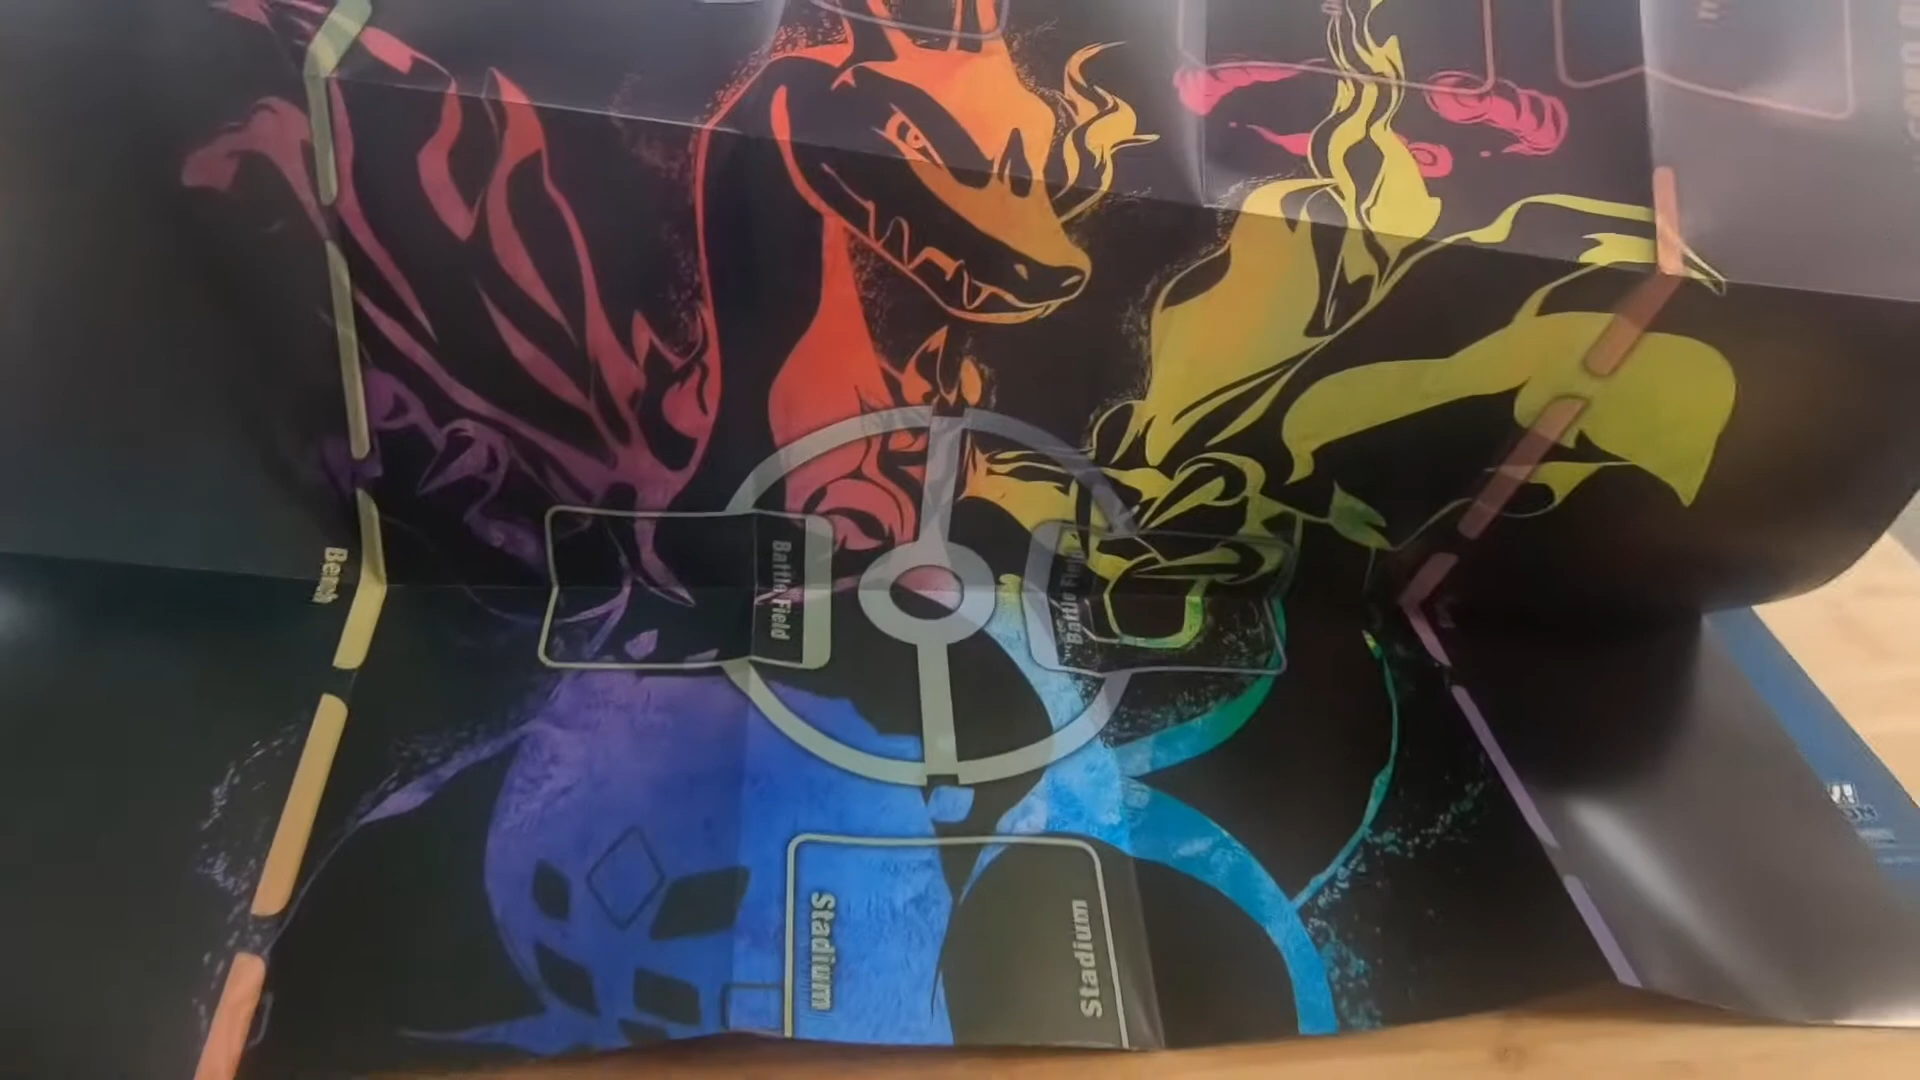 Bench
Battle Field
Battle Field
Stadium
Stadium